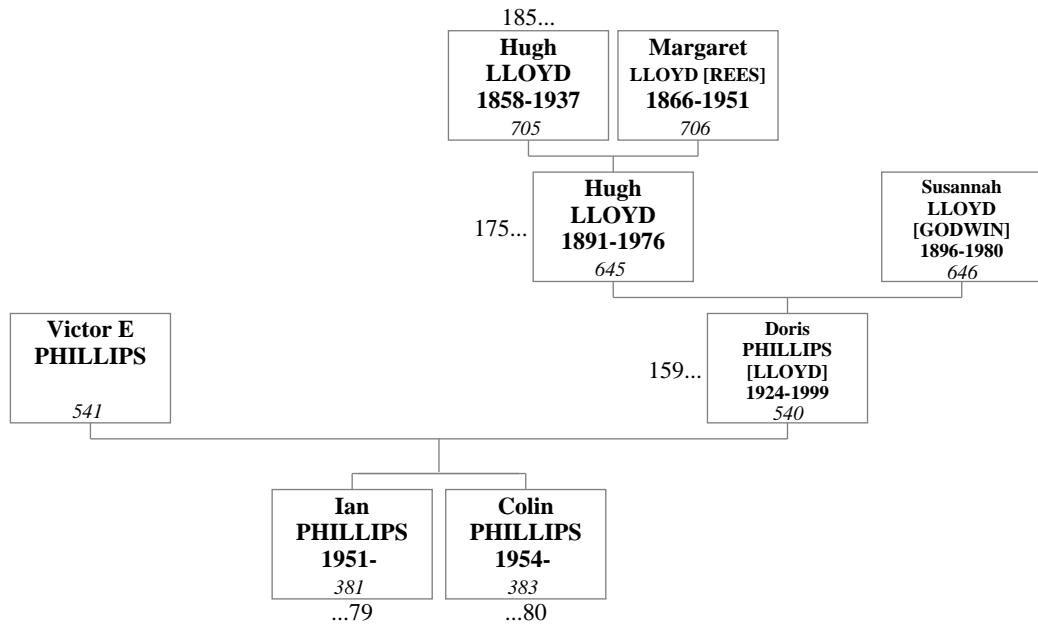 185...
Hugh
LLOYD
1858-1937
705
Margaret
LLOYD [REES]
1866-1951
706
175...
Hugh
LLOYD
1891-1976
645
Susannah
LLOYD
[GODWIN]
1896-1980
646
Victor E
PHILLIPS
541
159...
Doris
PHILLIPS
[LLOYD]
1924-1999
540
Ian
PHILLIPS
1951-
381
...79
Colin
PHILLIPS
1954-
383
...80